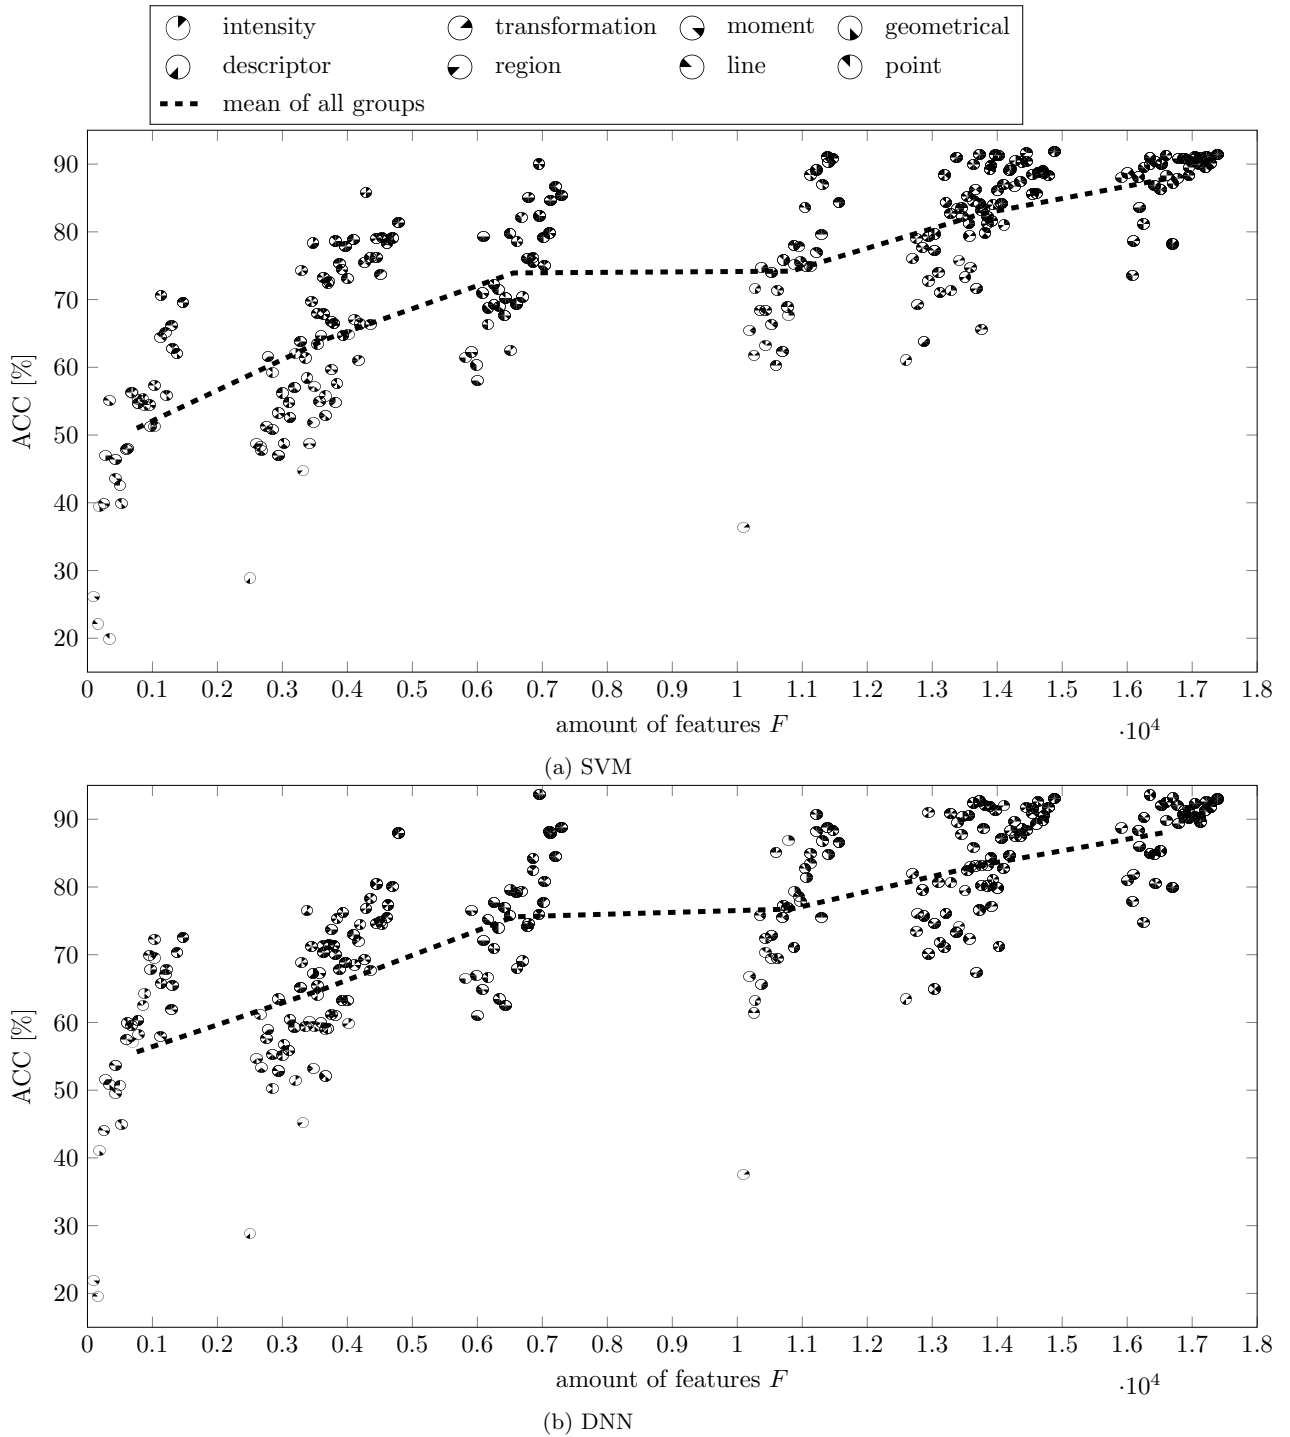 intensity transformation moment geometrical
descriptor region line point
mean of all groups
90
80
70
60
50
40
30
20
ACC [%]
0 0.1 0.2 0.3 0.4 0.5 0.6 0.7 0.8 0.9 1 1.1 1.2 1.3 1.4 1.5 1.6 1.7 1.8
amount of features F
·10⁴
(a) SVM
90
80
70
60
50
40
30
20
ACC [%]
0 0.1 0.2 0.3 0.4 0.5 0.6 0.7 0.8 0.9 1 1.1 1.2 1.3 1.4 1.5 1.6 1.7 1.8
amount of features F
·10⁴
(b) DNN